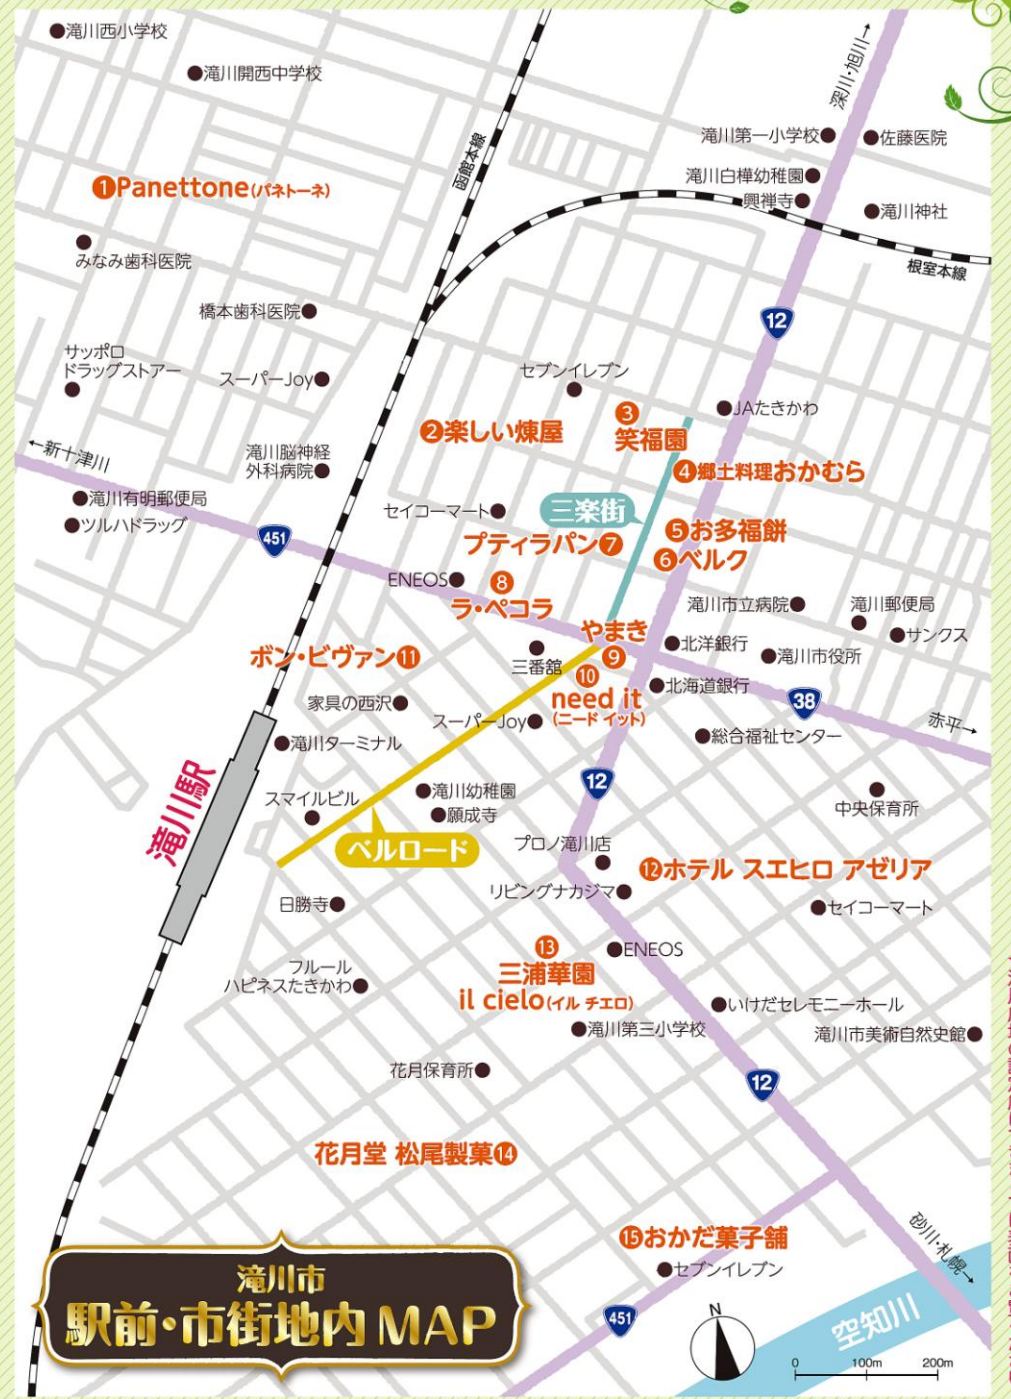 滝川西小学校
滝川開西中学校
深川・旭川→
函館本線
滝川第一小学校
佐藤医院
滝川白樺幼稚園
興禅寺
滝川神社
❶Panettone(パネトーネ)
みなみ歯科医院
根室本線
橋本歯科医院
12
サッポロ
ドラッグストアー
スーパーJoy
セブンイレブン
JAたきかわ
❷楽しい煉屋
❸
笑福園
←新十津川
滝川脳神経
外科病院
❹郷土料理おかむら
滝川有明郵便局
ツルハドラッグ
セイコーマート
三楽街
451
プティラパン❼
❺お多福餅
❻ベルク
ENEOS
❽
ラ・ペコラ
滝川市立病院
滝川郵便局
サンクス
やまき
❾
北洋銀行
滝川市役所
ボン・ビヴァン⓫
三番舘
❿
need it
(ニード イット)
北海道銀行
38
家具の西沢
スーパーJoy
総合福祉センター
赤平→
滝川ターミナル
滝川駅
12
スマイルビル
滝川幼稚園
願成寺
中央保育所
ベルロード
プロノ滝川店
⓬ホテル スエヒロ アゼリア
リビングナカジマ
日勝寺
セイコーマート
⓭
三浦華園
il cielo(イル チエロ)
ENEOS
フルール
ハピネスたきかわ
いけだセレモニーホール
滝川第三小学校
滝川市美術自然史館
花月保育所
12
花月堂 松尾製菓⓮
⓯おかだ菓子舗
セブンイレブン
砂川・札幌→
滝川市
駅前・市街地内 MAP
451
N
空知川
0 100m 200m